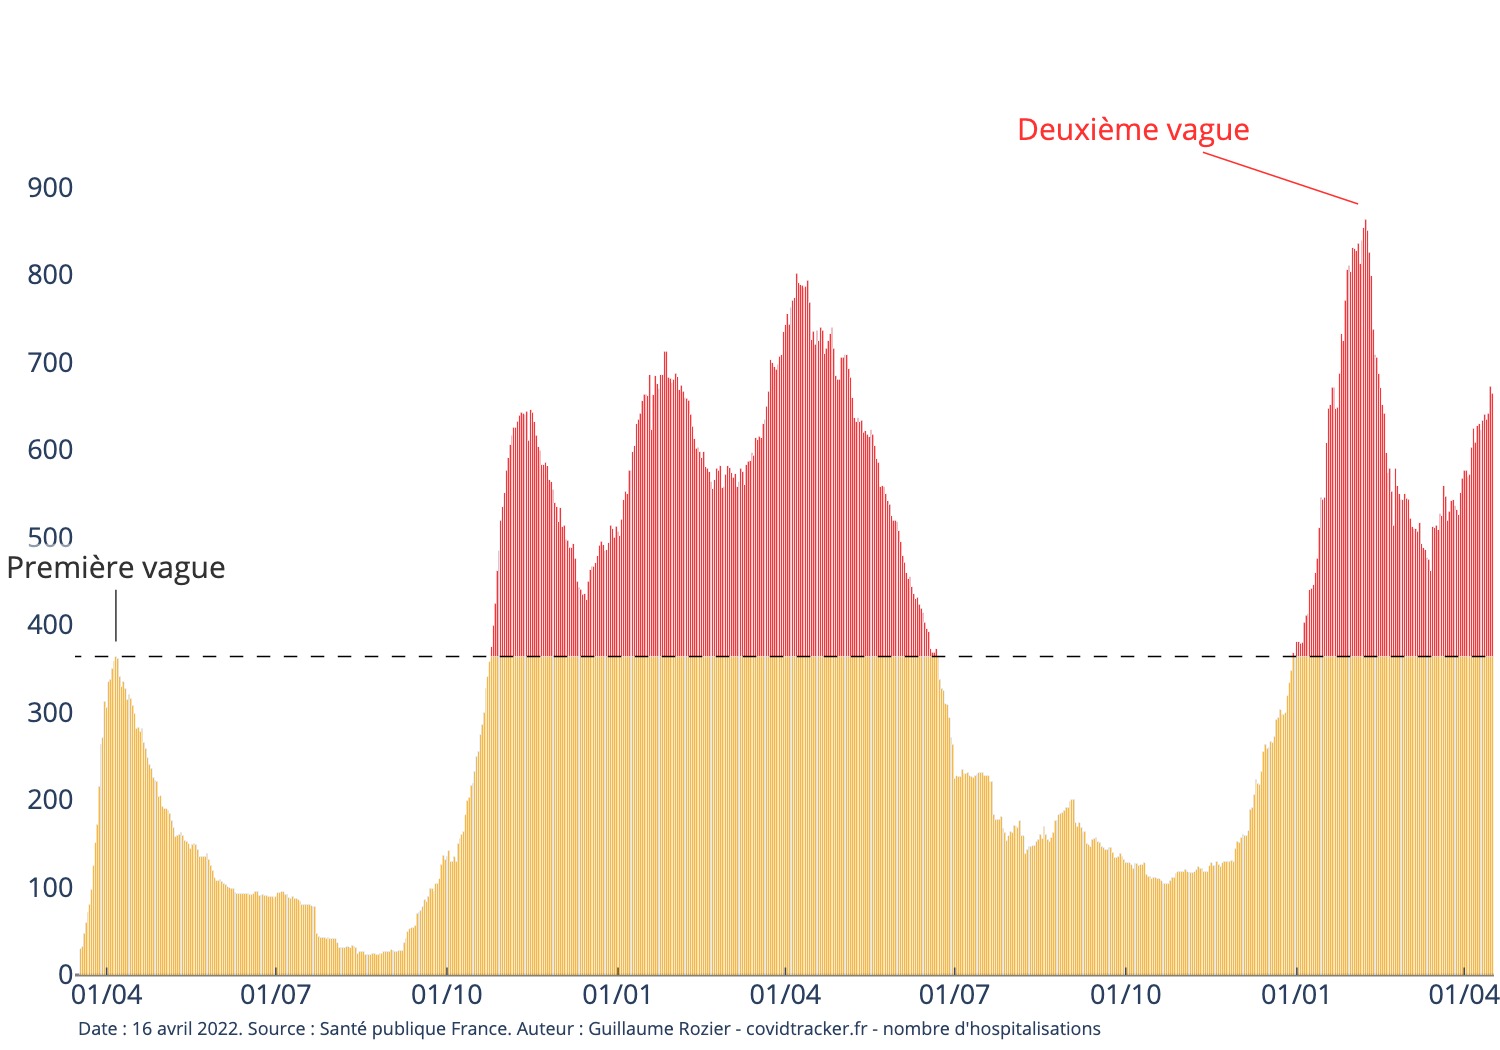 Deuxième vague
900
800
700
600
500
Première vague
400
300
200
100
0
01/04 01/07 01/10 01/01 01/04 01/07 01/10 01/01 01/04
Date : 16 avril 2022. Source : Santé publique France. Auteur : Guillaume Rozier - covidtracker.fr - nombre d'hospitalisations